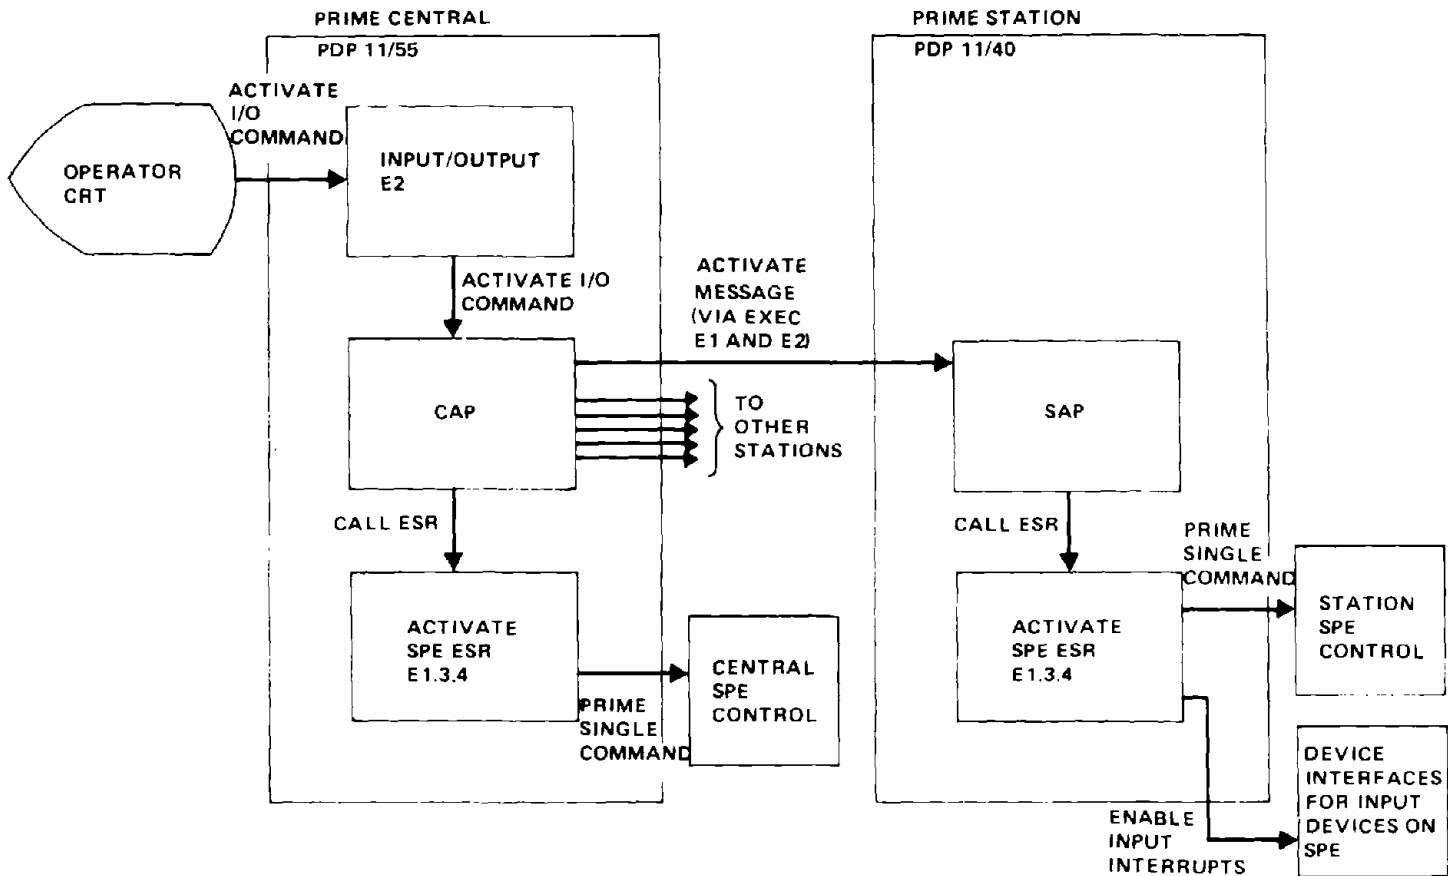 PRIME CENTRAL
PDP 11/55
PRIME STATION
PDP 11/40
ACTIVATE
I/O
COMMAND
OPERATOR
CRT
INPUT/OUTPUT
E2
ACTIVATE I/O
COMMAND
ACTIVATE
MESSAGE
(VIA EXEC
E1 AND E2)
CAP
TO
OTHER
STATIONS
SAP
CALL ESR
CALL ESR
ACTIVATE
SPE ESR
E1.3.4
PRIME
SINGLE
COMMAND
CENTRAL
SPE
CONTROL
ACTIVATE
SPE ESR
E1.3.4
PRIME
SINGLE
COMMAND
STATION
SPE
CONTROL
ENABLE
INPUT
INTERRUPTS
DEVICE
INTERFACES
FOR INPUT
DEVICES ON
SPE